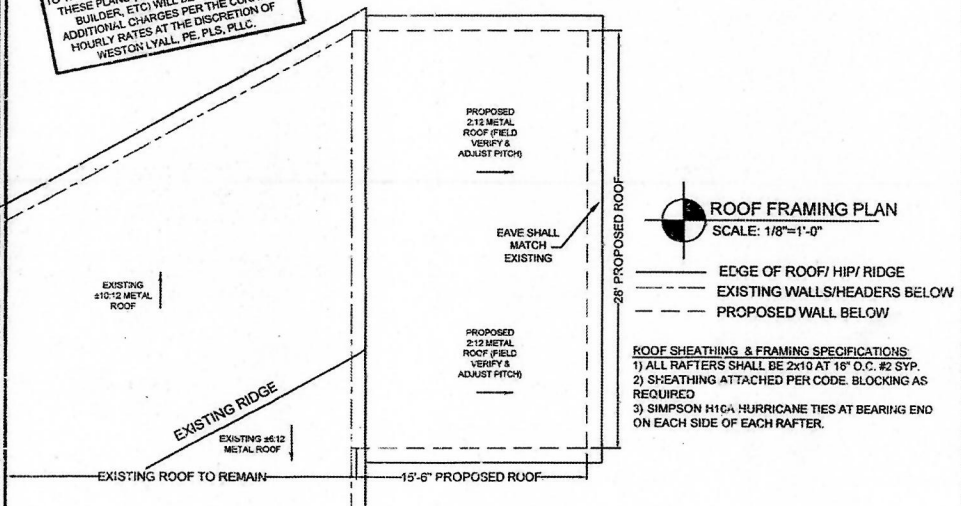 THESE PLANS
BUILDER, ETC) WILL BE
ADDITIONAL CHARGES PER THE
HOURLY RATES AT THE DISCRETION OF
WESTON LYALL, PE, PLS, PLLC.
PROPOSED
2:12 METAL
ROOF (FIELD
VERIFY &
ADJUST PITCH)
EAVE SHALL
MATCH
EXISTING
28' PROPOSED ROOF
EXISTING
±10:12 METAL
ROOF
PROPOSED
2:12 METAL
ROOF (FIELD
VERIFY &
ADJUST PITCH)
EXISTING RIDGE
EXISTING ±6:12
METAL ROOF
EXISTING ROOF TO REMAIN
15'-6" PROPOSED ROOF
ROOF FRAMING PLAN
SCALE: 1/8"=1'-0"
EDGE OF ROOF/ HIP/ RIDGE
EXISTING WALLS/HEADERS BELOW
PROPOSED WALL BELOW
ROOF SHEATHING & FRAMING SPECIFICATIONS:
1) ALL RAFTERS SHALL BE 2x10 AT 16" O.C. #2 SYP.
2) SHEATHING ATTACHED PER CODE. BLOCKING AS
REQUIRED
3) SIMPSON H10A HURRICANE TIES AT BEARING END
ON EACH SIDE OF EACH RAFTER.